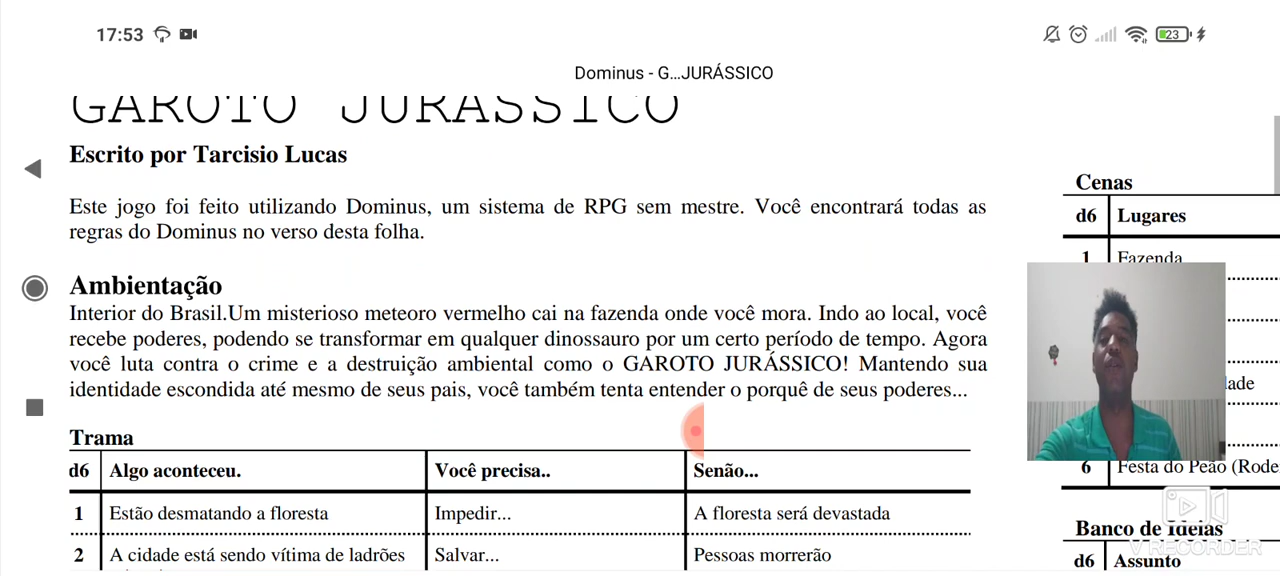 17:53
23
Dominus - G...JURÁSSICO
GAROTO JURÁSSICO
Escrito por Tarcisio Lucas
Este jogo foi feito utilizando Dominus, um sistema de RPG sem mestre. Você encontrará todas as
regras do Dominus no verso desta folha.
Ambientação
Interior do Brasil.Um misterioso meteoro vermelho cai na fazenda onde você mora. Indo ao local, você
recebe poderes, podendo se transformar em qualquer dinossauro por um certo período de tempo. Agora
você luta contra o crime e a destruição ambiental como o GAROTO JURÁSSICO! Mantendo sua
identidade escondida até mesmo de seus pais, você também tenta entender o porquê de seus poderes...
Trama
d6 Algo aconteceu. Você precisa.. Senão...
1 Estão desmatando a floresta Impedir... A floresta será devastada
2 A cidade está sendo vítima de ladrões Salvar... Pessoas morrerão
Cenas
d6 Lugares
1 Fazenda
dade
6 Festa do Peão (Rode
Banco de Ideias
d6 Assunto
V RECORDER